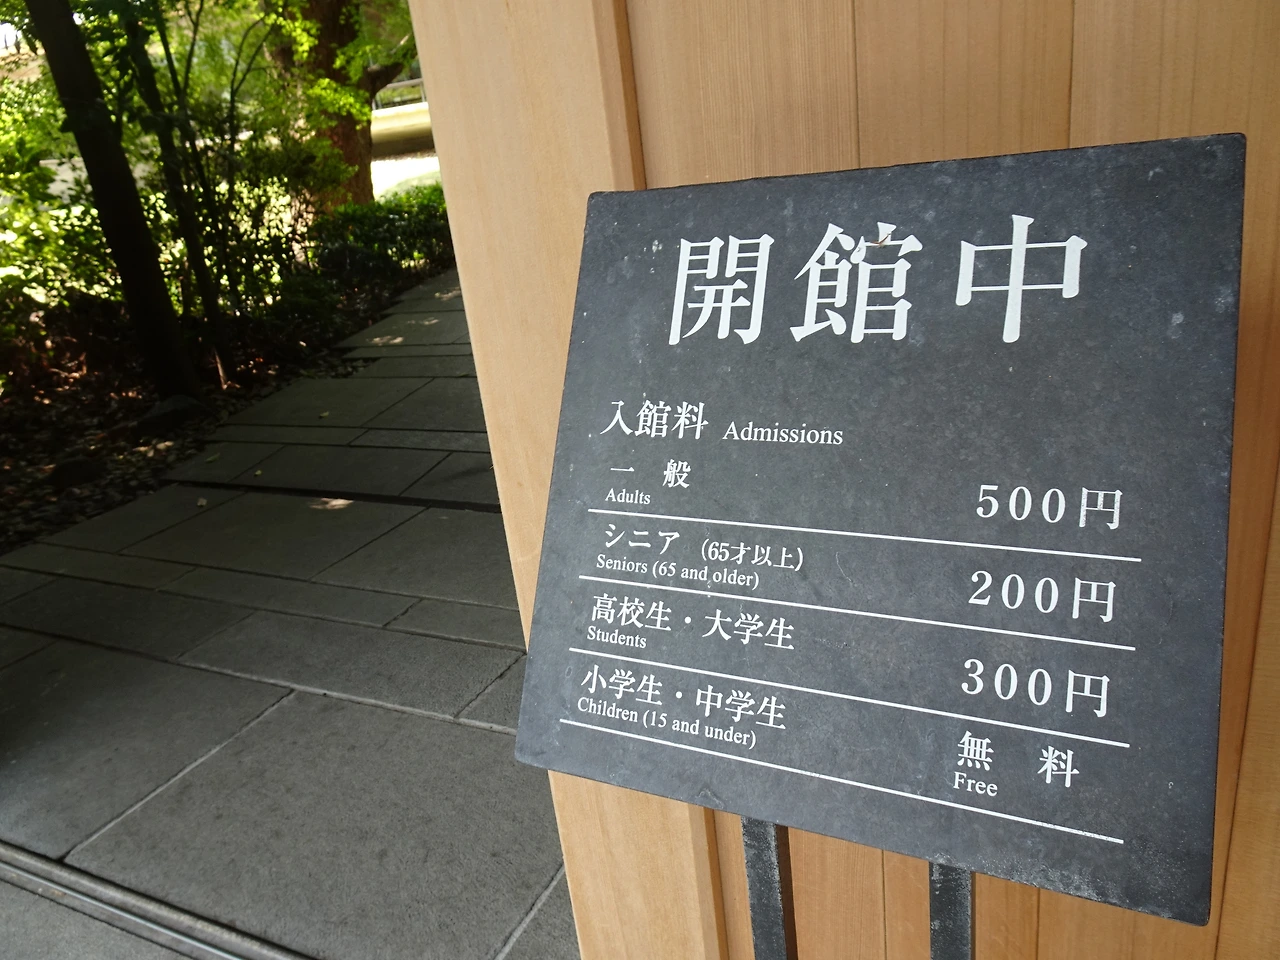 開館中
入館料 Admissions
一 般
Adults
500円
シニア (65才以上)
Seniors (65 and older)
200円
高校生・大学生
Students
300円
小学生・中学生
Children (15 and under)
無 料
Free